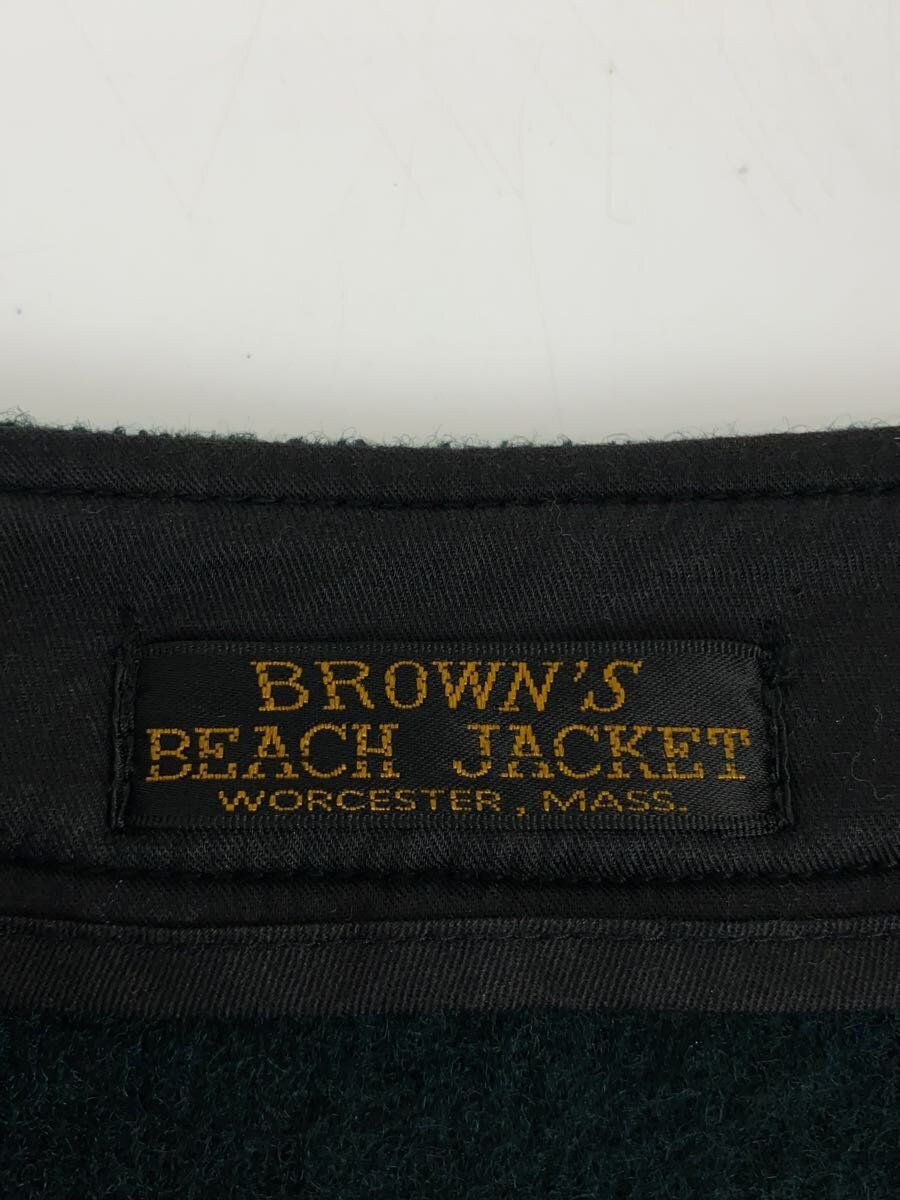 BROWN'S
BEACH JACKET
WORCESTER, MASS.